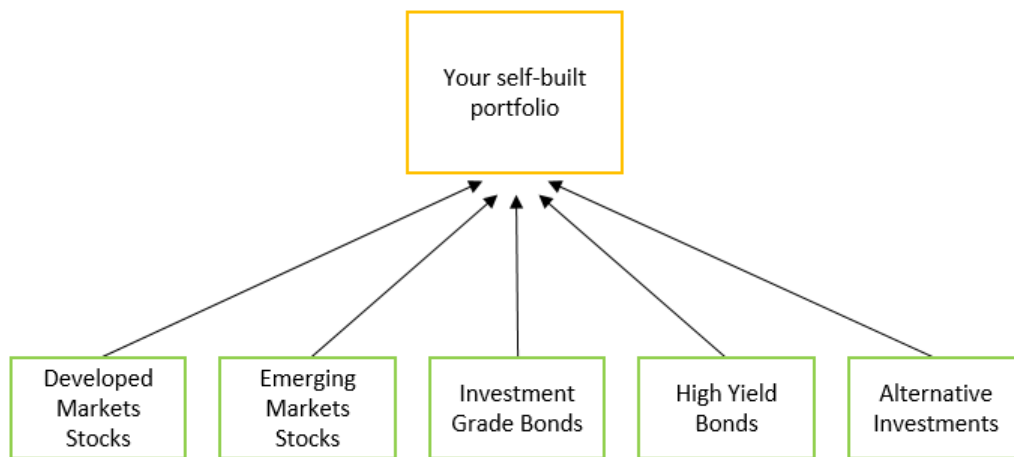 Your self-built
portfolio
Developed
Markets
Stocks
Emerging
Markets
Stocks
Investment
Grade Bonds
High Yield
Bonds
Alternative
Investments